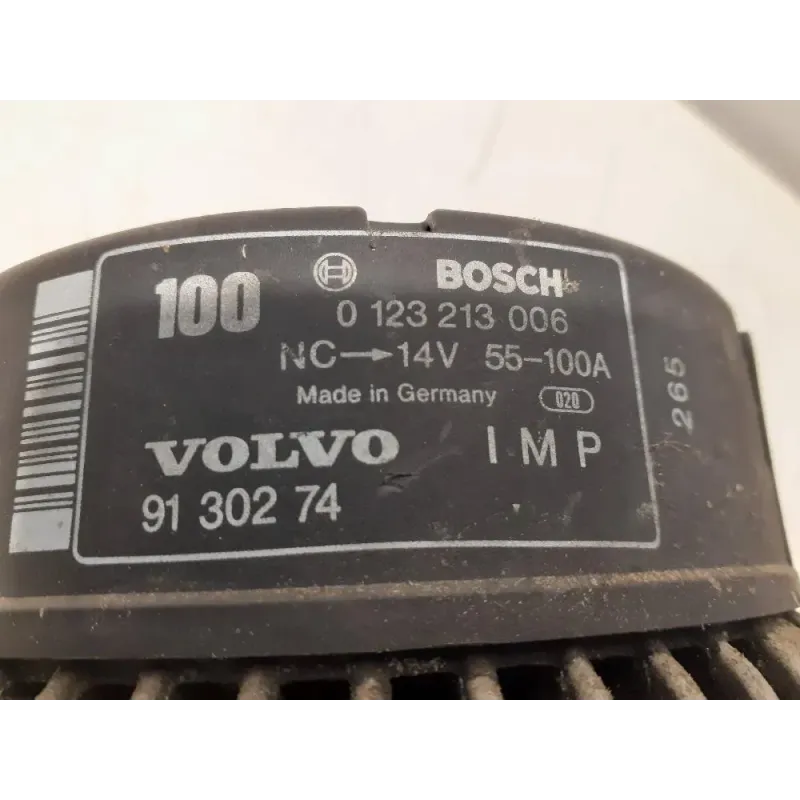 100 BOSCH
0 123 213 006
NC→14V 55-100A
Made in Germany 020
VOLVO IMP
91 302 74
265